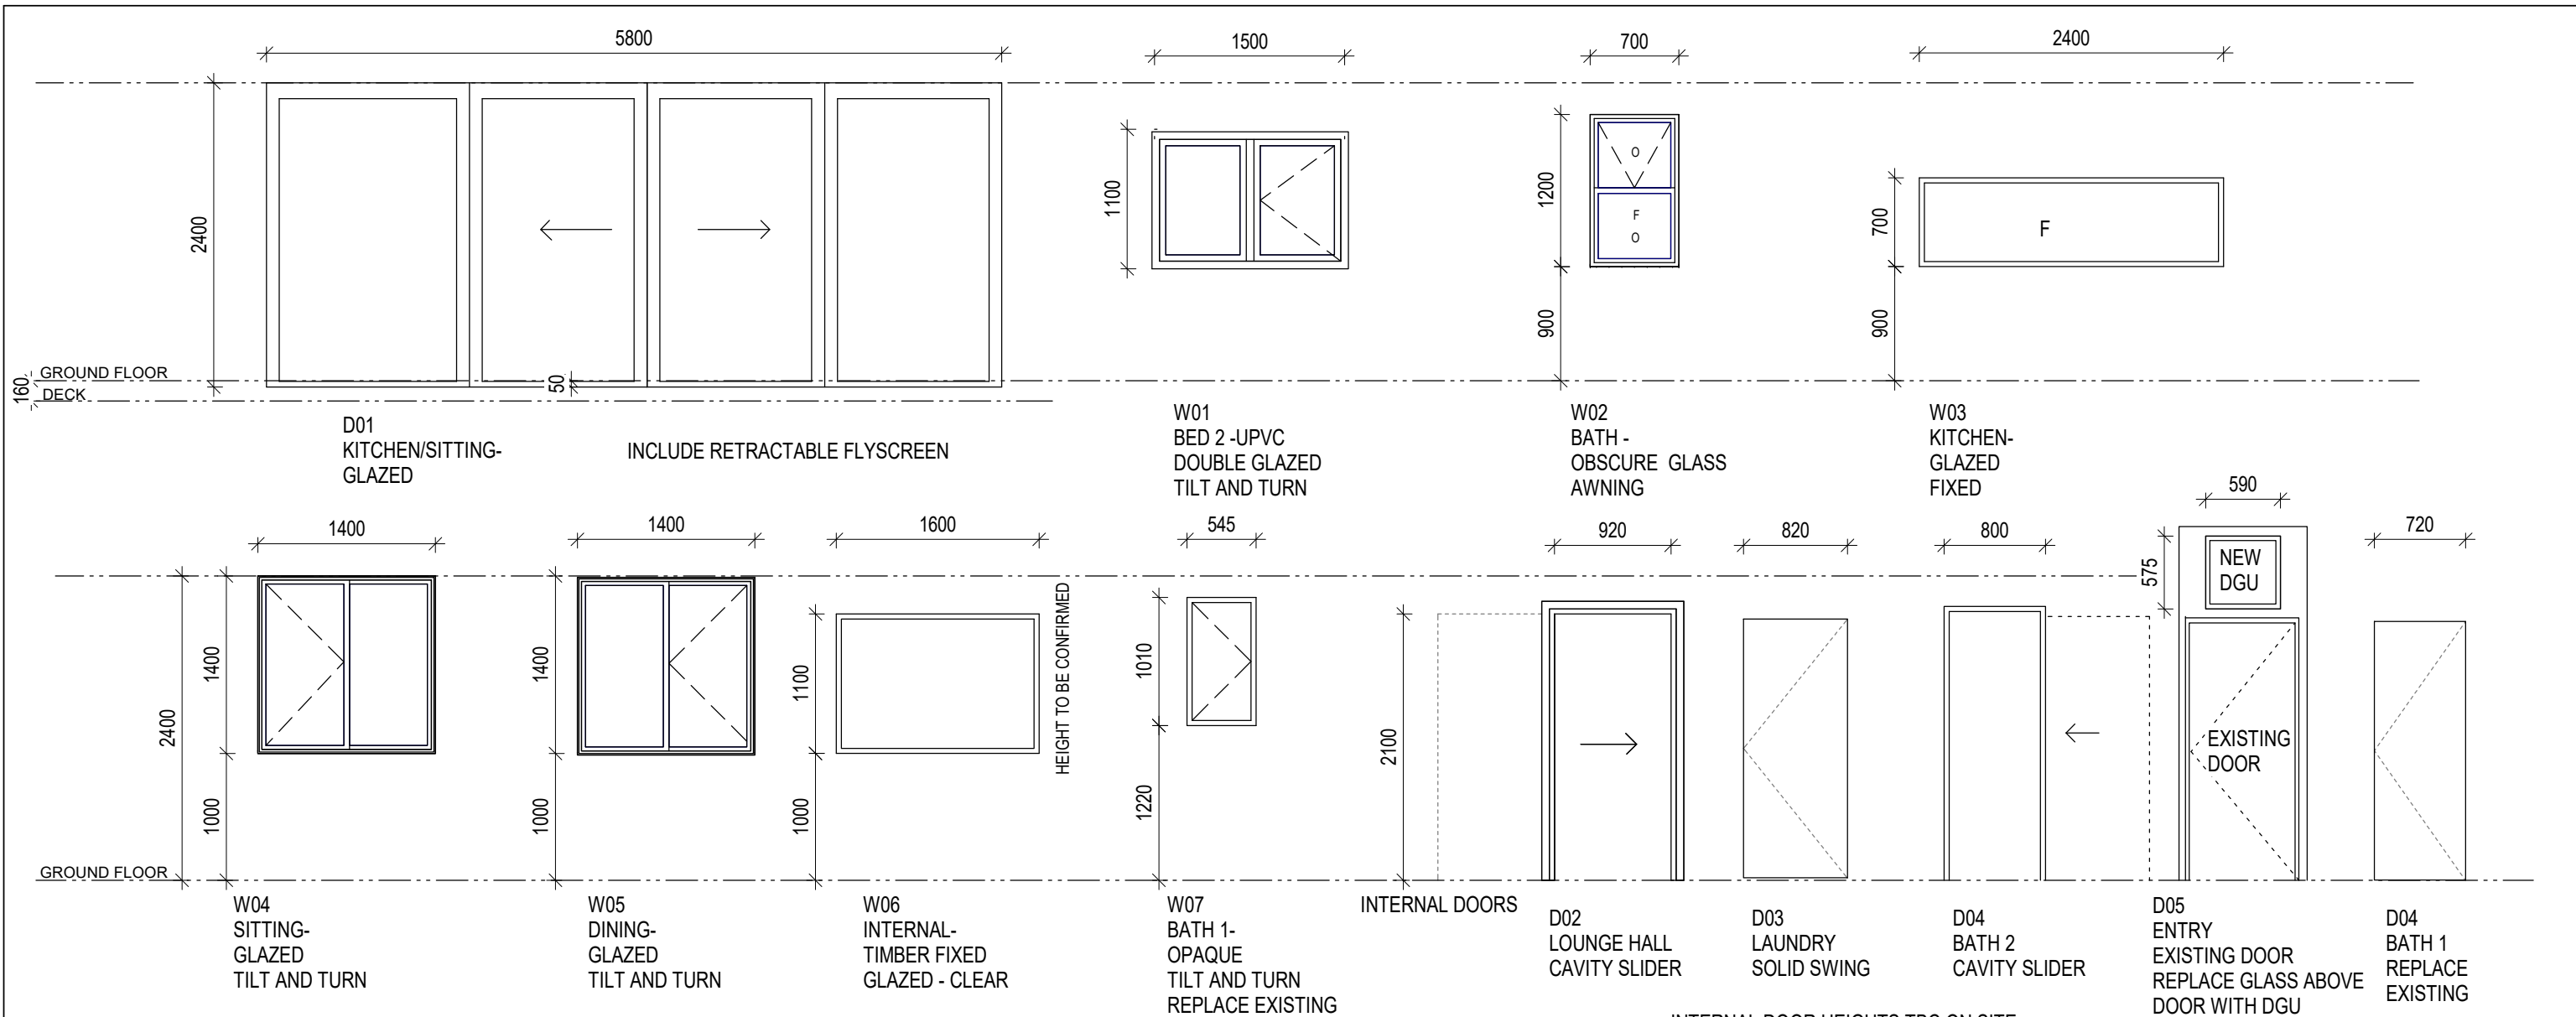 5800
1500
700
2400
2400
1100
1200
O
F
O
700
F
900
900
GROUND FLOOR
160
DECK
50
D01
KITCHEN/SITTING-
GLAZED
INCLUDE RETRACTABLE FLYSCREEN
W01
BED 2 -UPVC
DOUBLE GLAZED
TILT AND TURN
W02
BATH -
OBSCURE GLASS
AWNING
W03
KITCHEN-
GLAZED
FIXED
1400
1400
1600
545
920
820
800
590
720
575
NEW
DGU
2400
1400
1000
1400
1000
1100
1000
HEIGHT TO BE CONFIRMED
1010
1220
2100
EXISTING
DOOR
GROUND FLOOR
W04
SITTING-
GLAZED
TILT AND TURN
W05
DINING-
GLAZED
TILT AND TURN
W06
INTERNAL-
TIMBER FIXED
GLAZED - CLEAR
W07
BATH 1-
OPAQUE
TILT AND TURN
REPLACE EXISTING
INTERNAL DOORS
D02
LOUNGE HALL
CAVITY SLIDER
D03
LAUNDRY
SOLID SWING
D04
BATH 2
CAVITY SLIDER
D05
ENTRY
EXISTING DOOR
REPLACE GLASS ABOVE
DOOR WITH DGU
D04
BATH 1
REPLACE
EXISTING
INTERNAL DOOR HEIGHTS TBC ON SITE